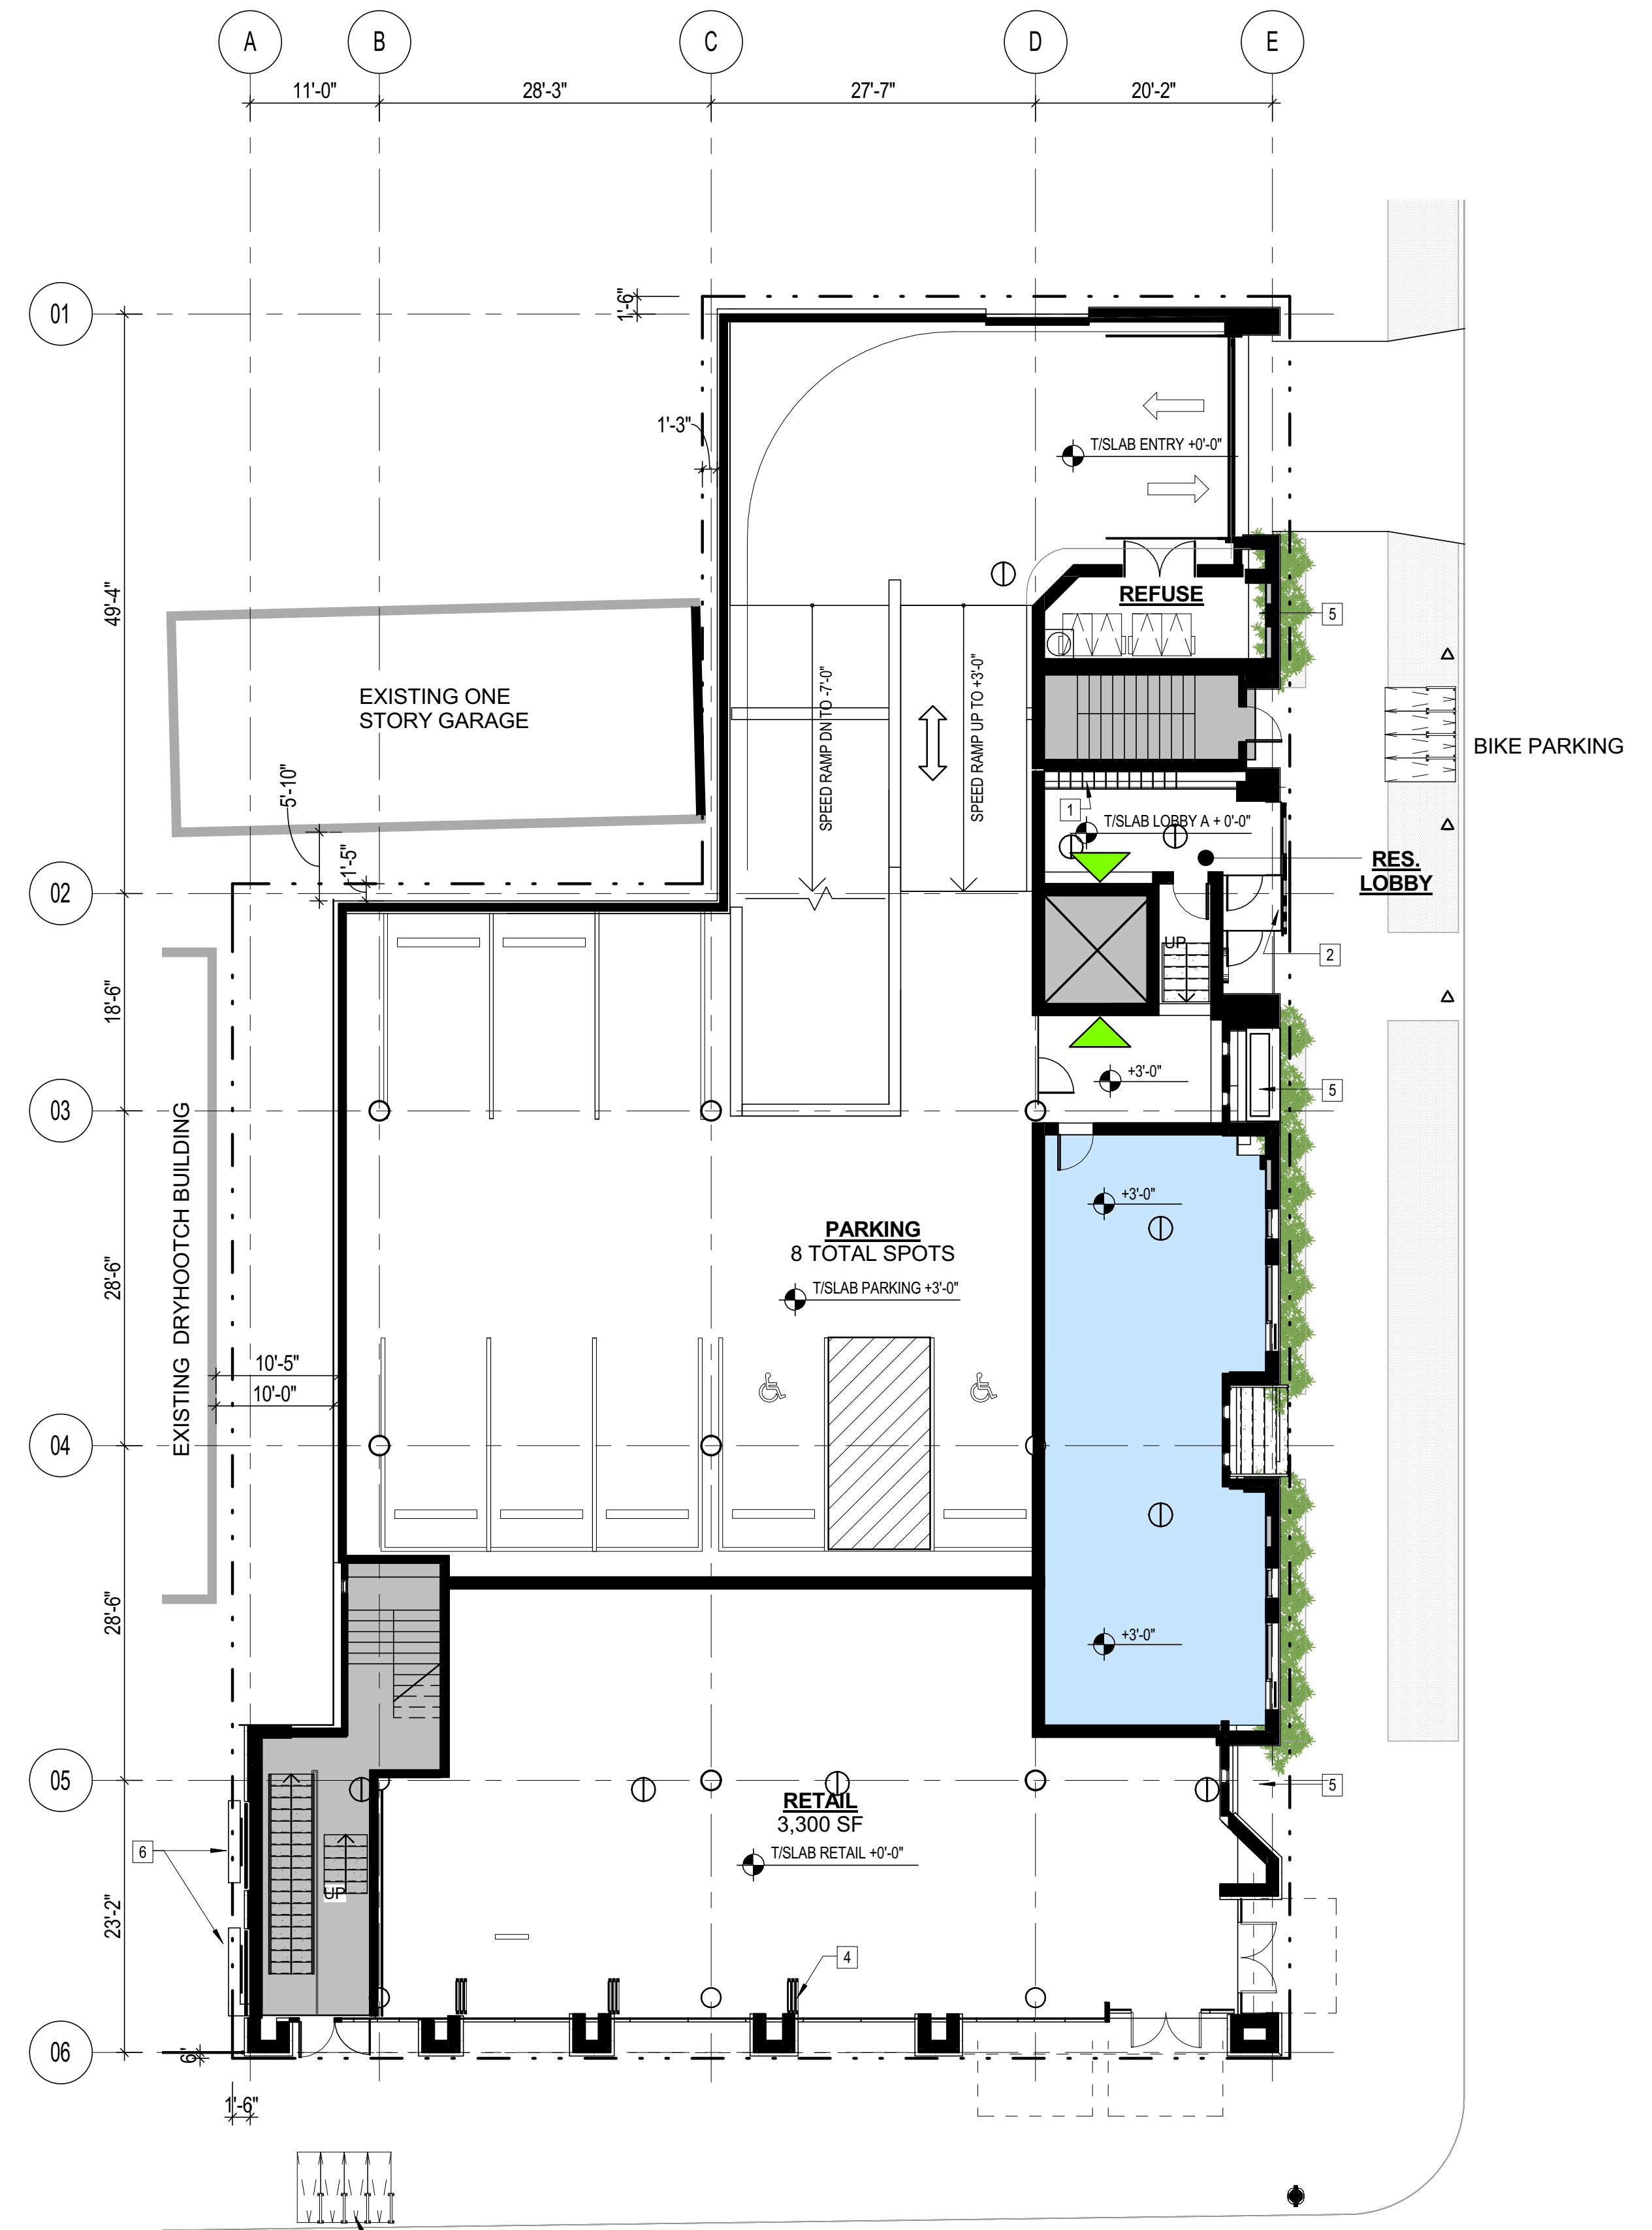 A
B
C
D
E
11'-0"
28'-3"
27'-7"
20'-2"
01
1'-6"
1'-3"
T/SLAB ENTRY +0'-0"
49'-4"
REFUSE
5
EXISTING ONE
STORY GARAGE
SPEED RAMP DN TO -7'-0"
SPEED RAMP UP TO +3'-0"
BIKE PARKING
5'-10"
1
T/SLAB LOBBY A + 0'-0"
1'-5"
RES.
LOBBY
02
UP
2
18'-6"
+3'-0"
5
03
EXISTING DRYHOOTCH BUILDING
+3'-0"
PARKING
8 TOTAL SPOTS
T/SLAB PARKING +3'-0"
28'-6"
10'-5"
10'-0"
04
28'-6"
+3'-0"
05
RETAIL
3,300 SF
5
T/SLAB RETAIL +0'-0"
6
UP
23'-2"
4
06
6"
1'-6"